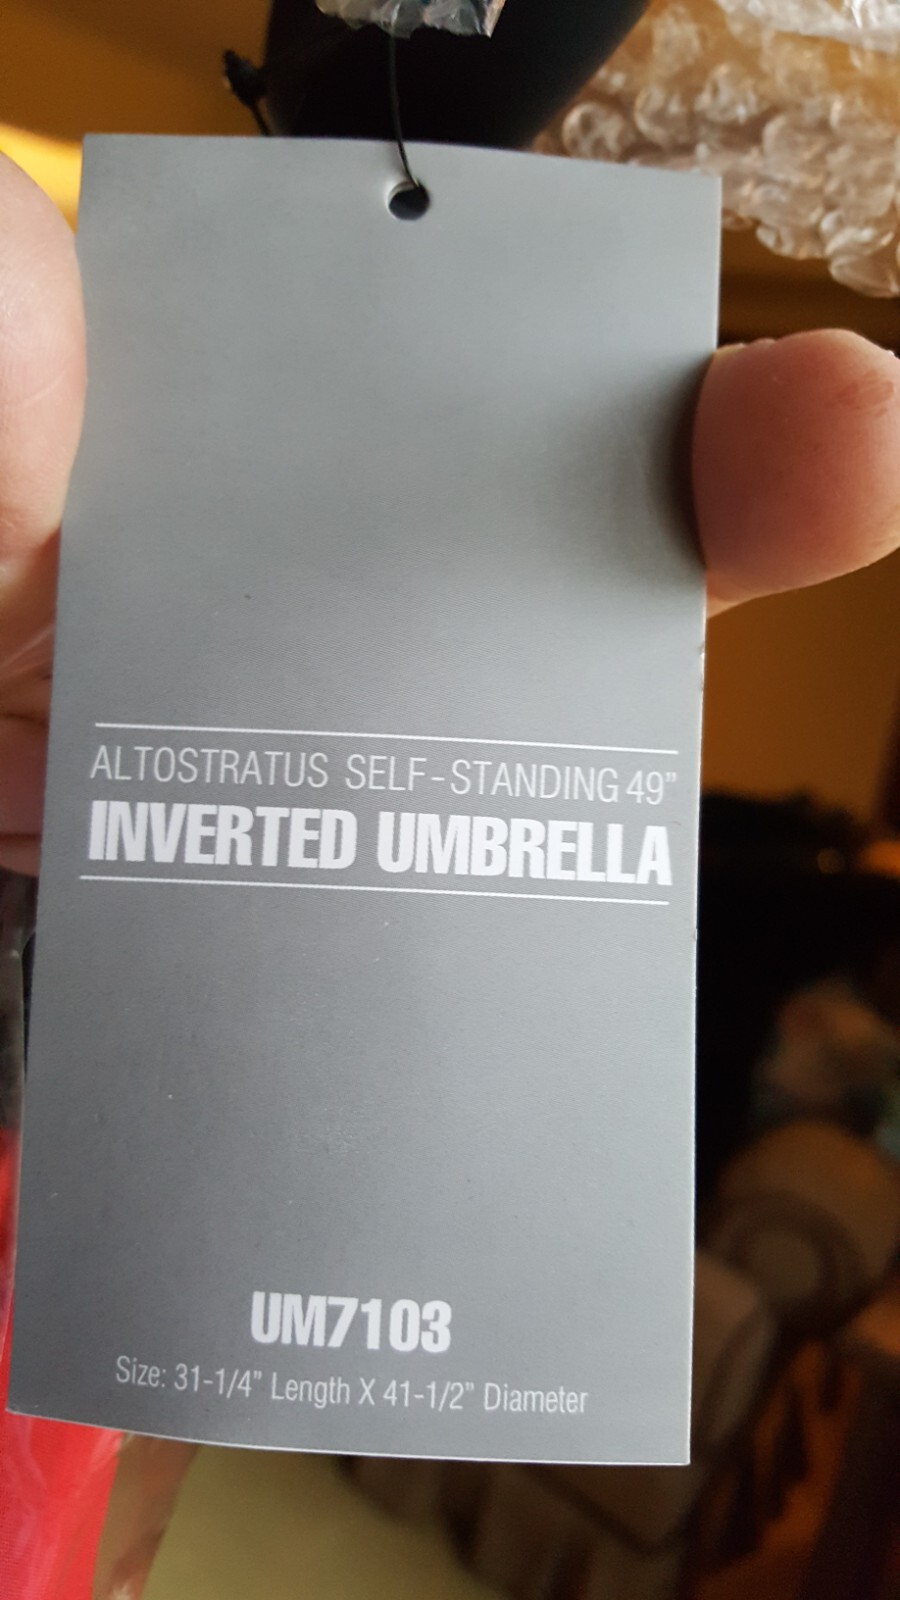 ALTOSTRATUS SELF-STANDING 49"
INVERTED UMBRELLA
UM7103
Size: 31-1/4" Length X 41-1/2" Diameter